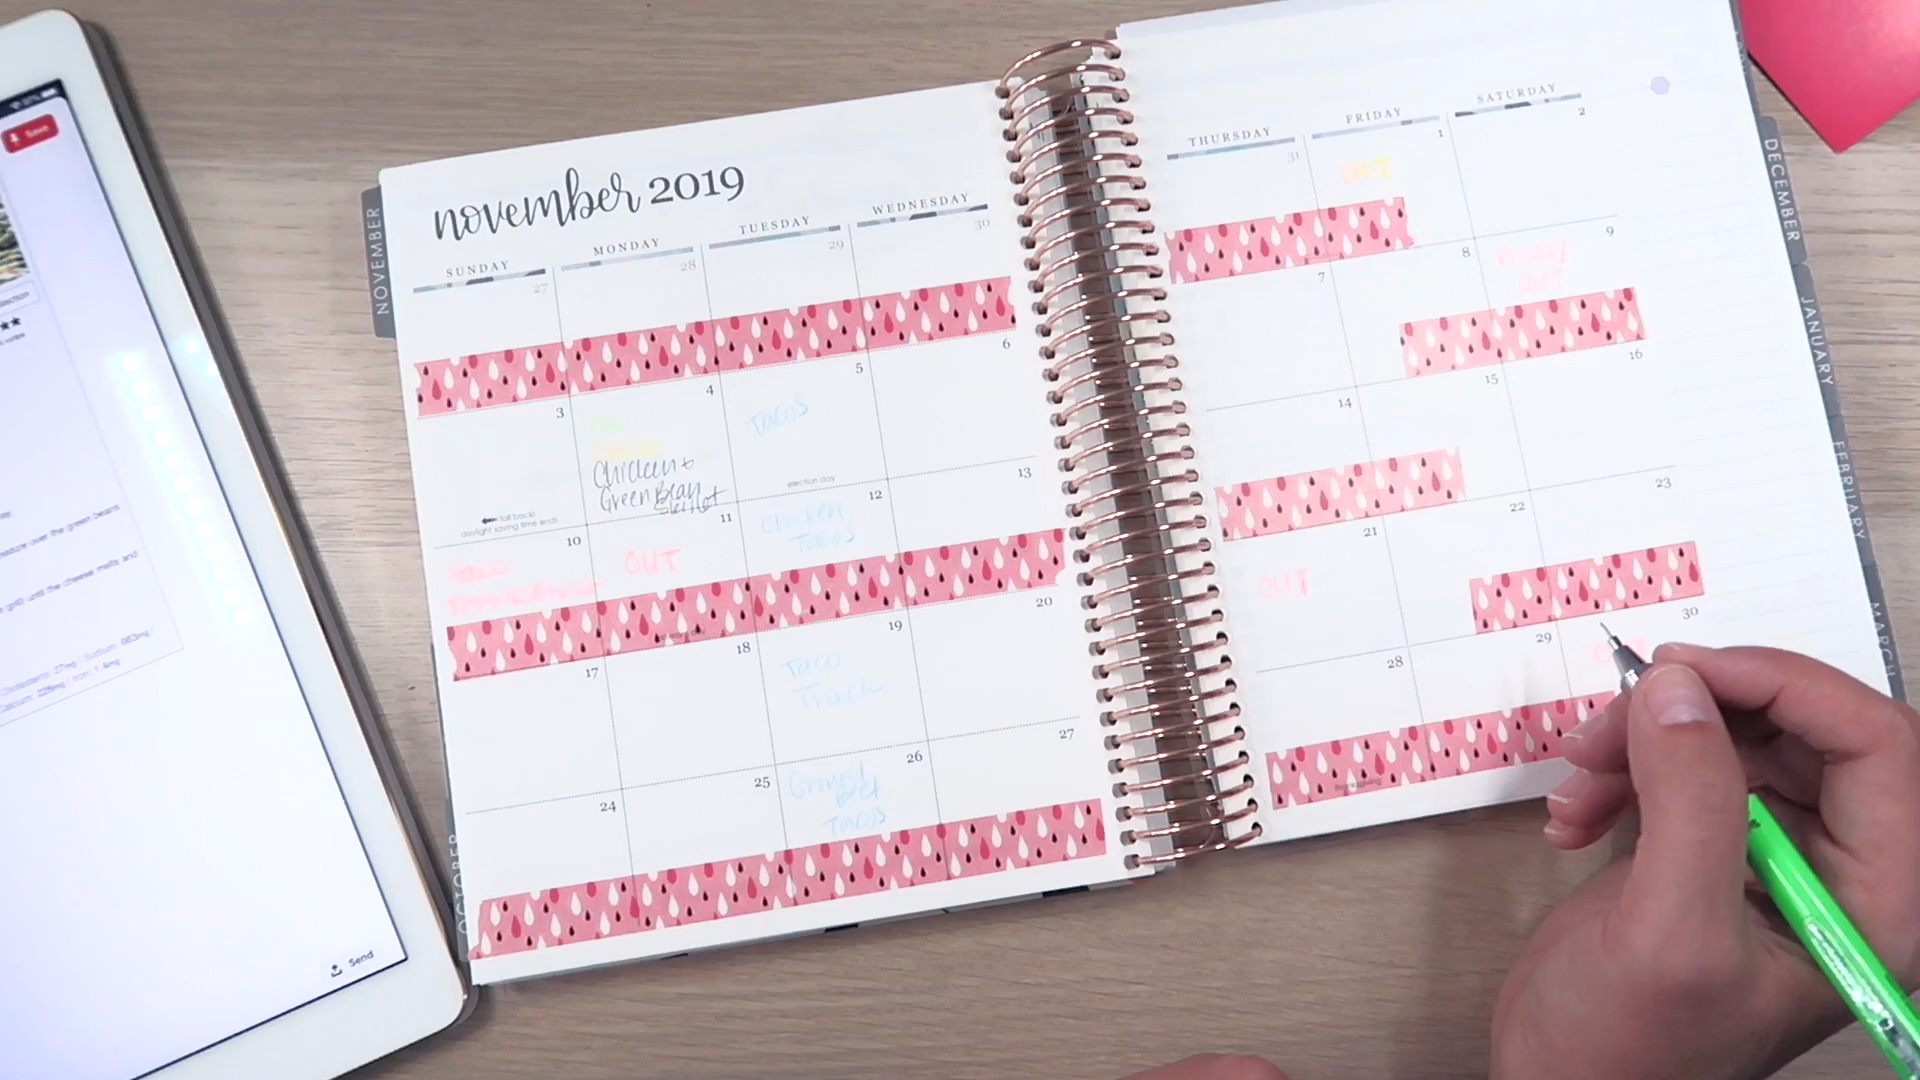 Save
Send
NOVEMBER
OCTOBER
november 2019
SUNDAY
MONDAY
TUESDAY
WEDNESDAY
27
28
29
30
3
4
5
6
Tacos
Chicken +
Green Bean
Skillet
fall back!
daylight saving time ends
election day
10
11
12
13
OUT
Chicken
Tacos
17
18
19
20
Taco
Truck
24
25
26
27
Ground
beef
Tacos
THURSDAY
FRIDAY
SATURDAY
31
1
2
OUT
7
8
9
OUT
14
15
16
21
22
23
OUT
28
29
30
thanksgiving
DECEMBER
JANUARY
FEBRUARY
MARCH